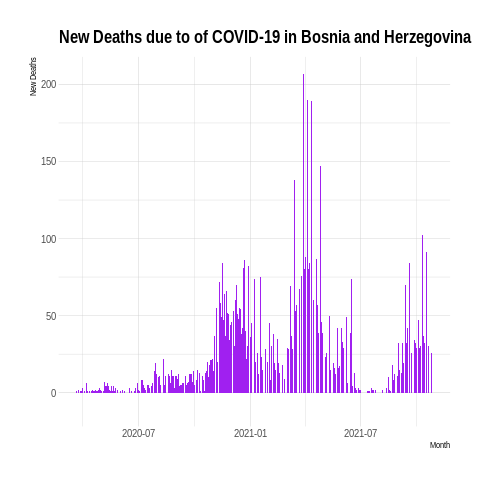 New Deaths due to of COVID-19 in Bosnia and Herzegovina
New Deaths
200
150
100
50
0
2020-07
2021-01
2021-07
Month